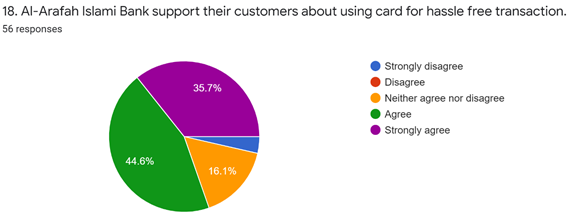 18. Al-Arafah Islami Bank support their customers about using card for hassle free transaction.
56 responses
Strongly disagree
Disagree
Neither agree nor disagree
Agree
Strongly agree
35.7%
44.6%
16.1%